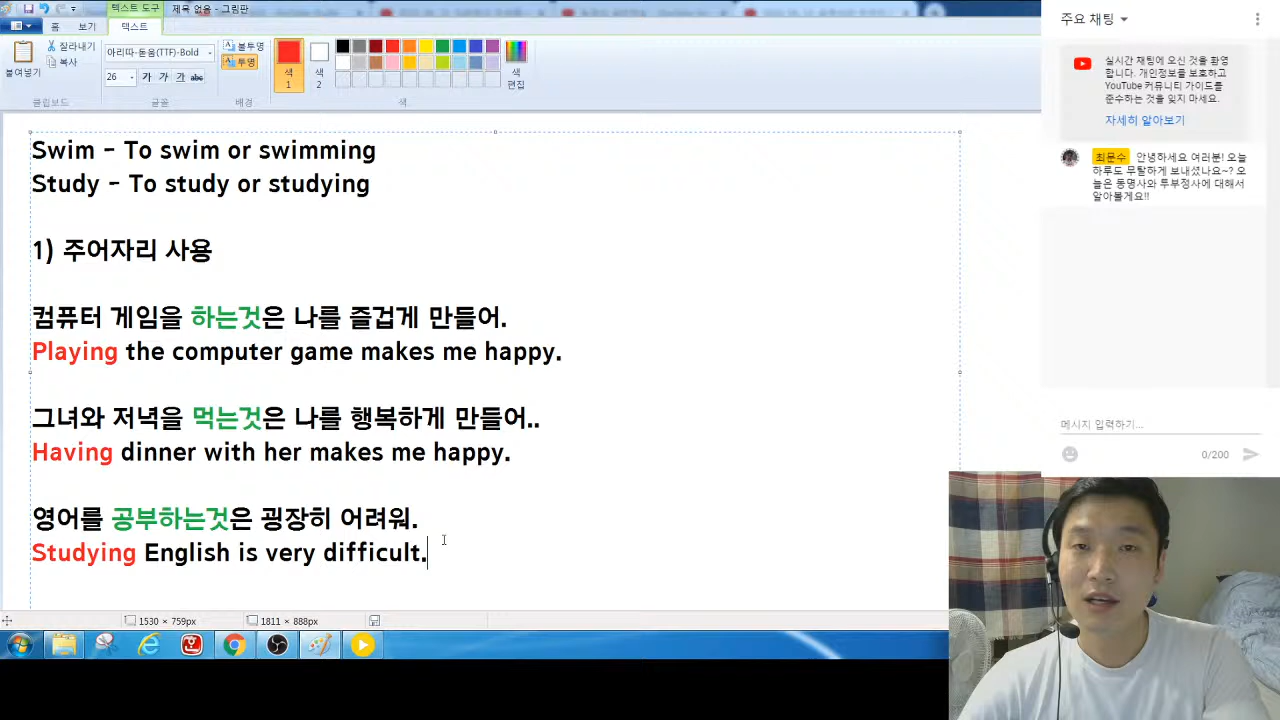 텍스트 도구
제목 없음 - 그림판
홈
보기
텍스트
붙여넣기
잘라내기
복사
클립보드
아리따-돋움(TTF)-Bold
26
가 가 가 abc
글꼴
불투명
투명
배경
색
1
색
2
색
편집
색
Swim - To swim or swimming
Study - To study or studying
1) 주어자리 사용
컴퓨터 게임을 하는것은 나를 즐겁게 만들어.
Playing the computer game makes me happy.
그녀와 저녁을 먹는것은 나를 행복하게 만들어..
Having dinner with her makes me happy.
영어를 공부하는것은 굉장히 어려워.
Studying English is very difficult.
1530 × 759px
1811 × 888px
주요 채팅
실시간 채팅에 오신 것을 환영
합니다. 개인정보를 보호하고
YouTube 커뮤니티 가이드를
준수하는 것을 잊지 마세요.
자세히 알아보기
최문수 안녕하세요 여러분! 오늘
하루도 무탈하게 보내셨나요~? 오
늘은 동명사와 투부정사에 대해서
알아볼게요!!
메시지 입력하기...
0/200